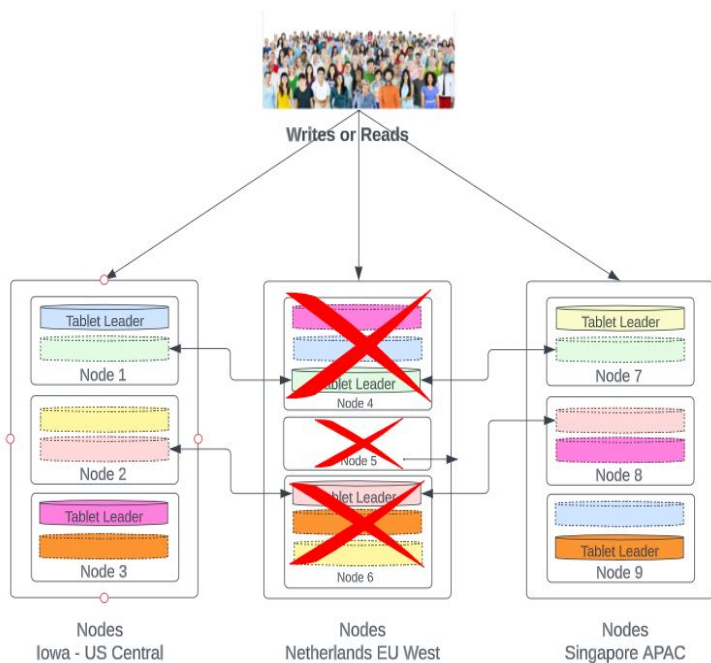 Writes or Reads
Tablet Leader
Node 1
Node 2
Tablet Leader
Node 3
Tablet Leader
Node 4
Node 5
Tablet Leader
Node 6
Tablet Leader
Node 7
Node 8
Tablet Leader
Node 9
Nodes
Iowa - US Central
Nodes
Netherlands EU West
Nodes
Singapore APAC